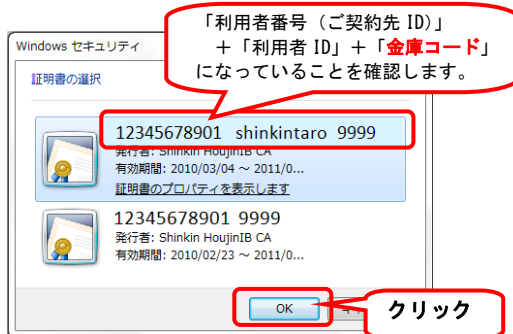 「利用者番号（ご契約先 ID）」
＋「利用者 ID」＋「金庫コード」
になっていることを確認します。
Windows セキュリティ
証明書の選択
12345678901 shinkintaro 9999
発行者: Shinkin HoujinIB CA
有効期間: 2010/03/04 ～ 2011/0...
証明書のプロパティを表示します
12345678901 9999
発行者: Shinkin HoujinIB CA
有効期間: 2010/02/23 ～ 2011/0...
OK
クリック